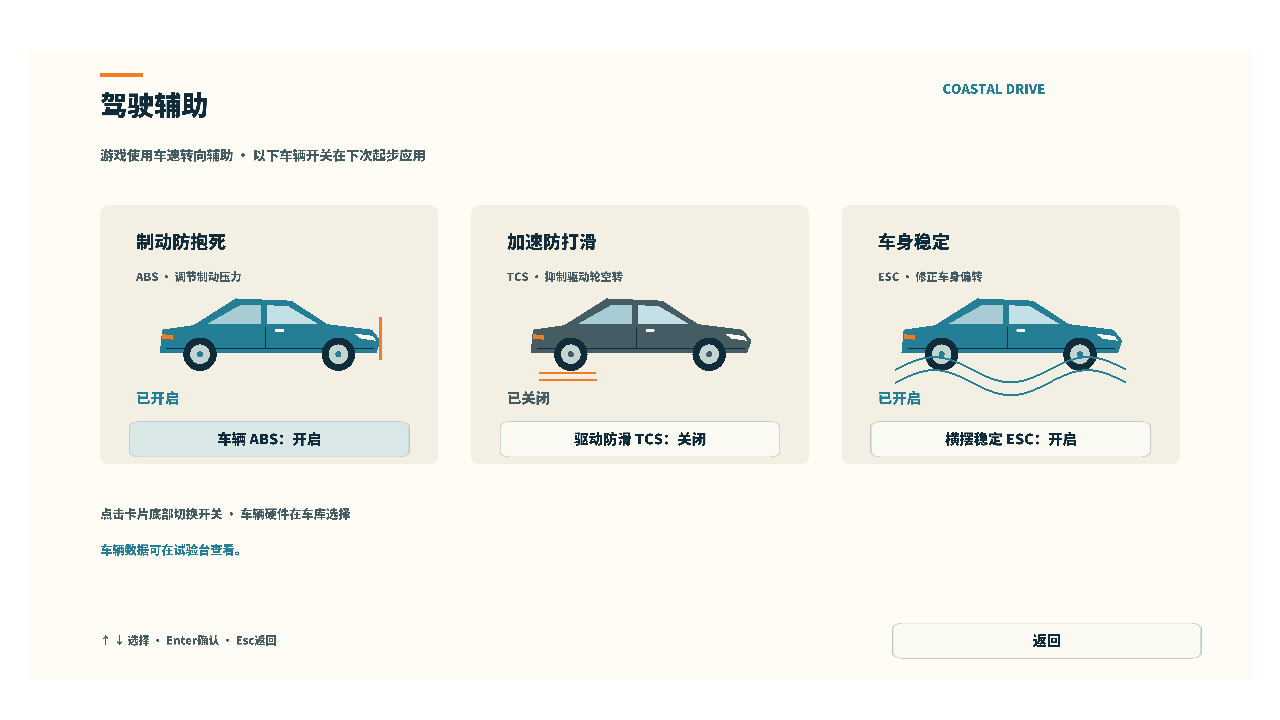 驾驶辅助
COASTAL DRIVE
游戏使用车速转向辅助 • 以下车辆开关在下次起步应用
制动防抱死
ABS • 调节制动压力
已开启
车辆 ABS：开启
加速防打滑
TCS • 抑制驱动轮空转
已关闭
驱动防滑 TCS：关闭
车身稳定
ESC • 修正车身偏转
已开启
横摆稳定 ESC：开启
点击卡片底部切换开关 • 车辆硬件在车库选择
车辆数据可在试验台查看。
↑ ↓ 选择 • Enter确认 • Esc返回
返回